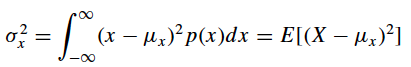 σ_x^2 = ∫_{-∞}^{∞} (x − μ_x)^2 p(x)dx = E[(X − μ_x)^2]